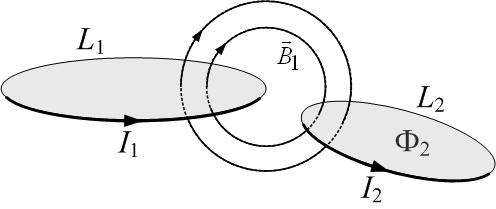 L₁
B⃗₁
L₂
Φ₂
I₁
I₂